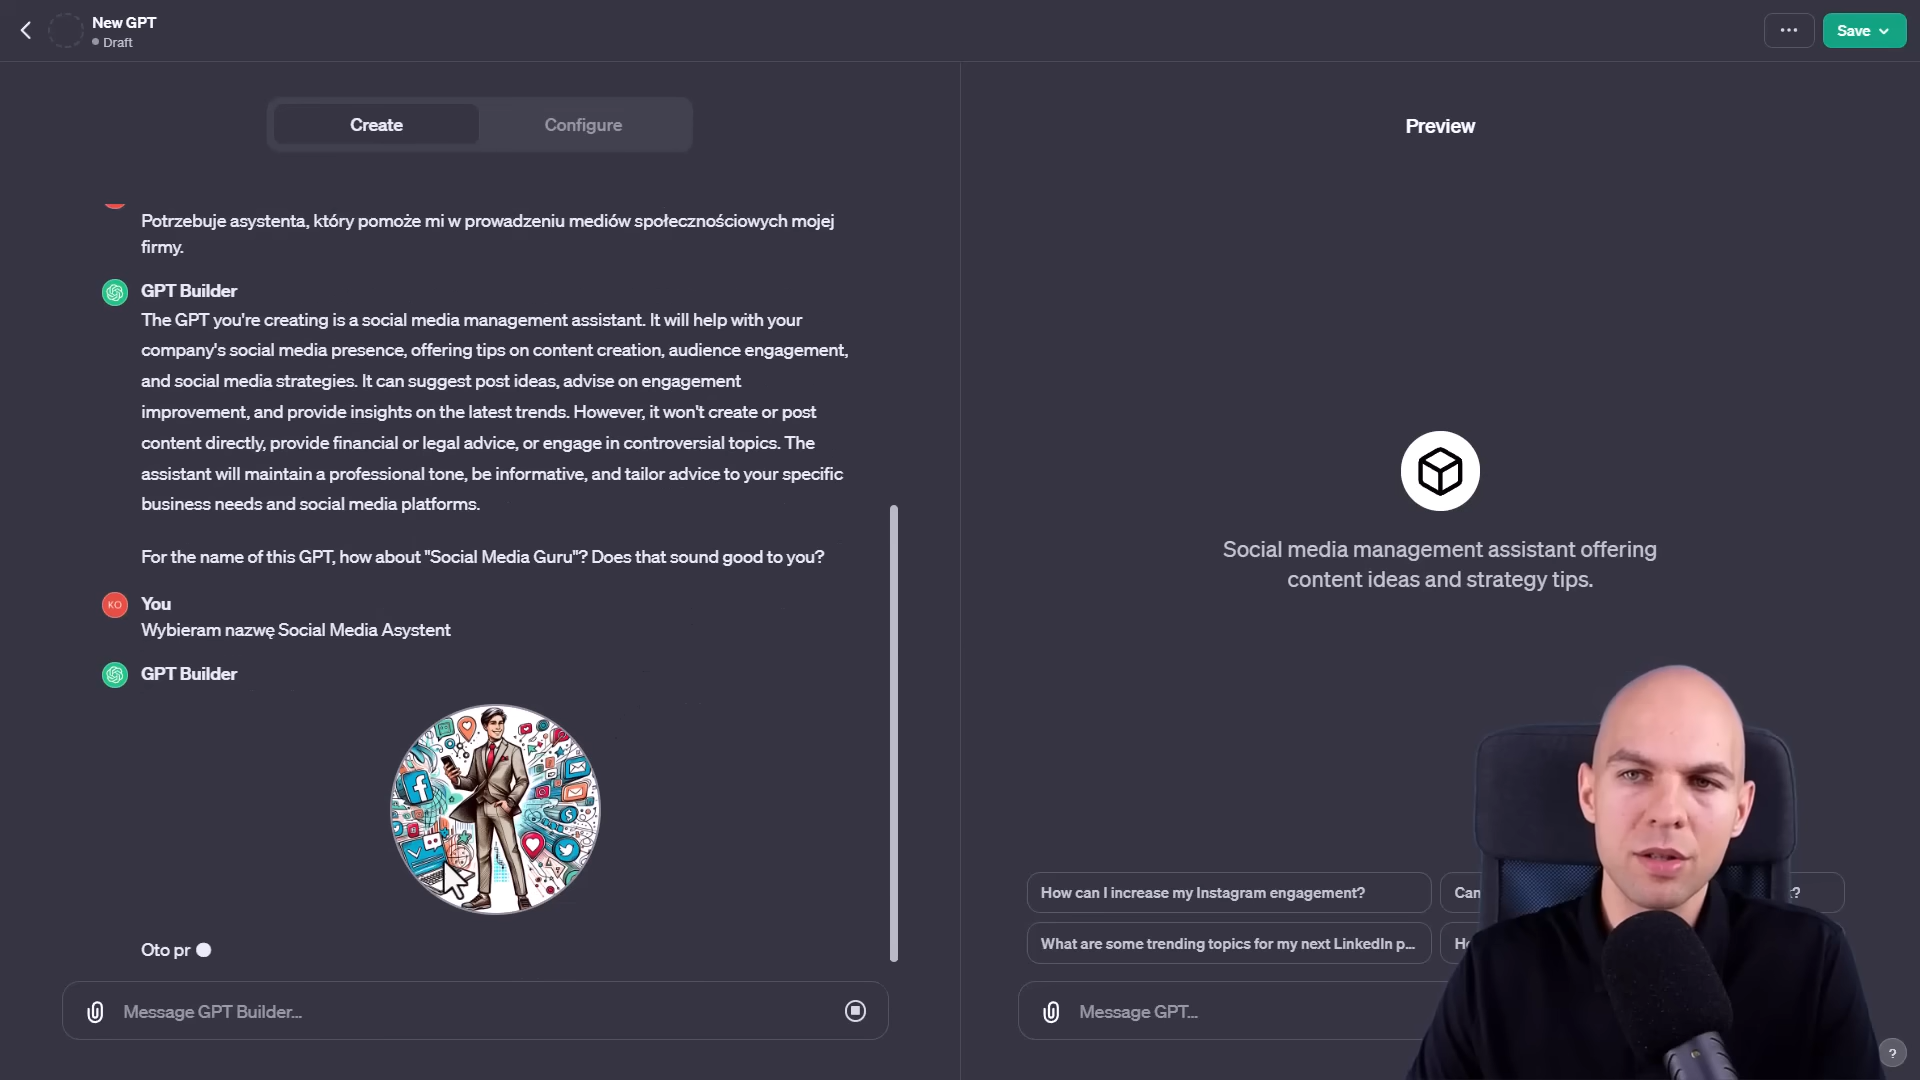 New GPT
Draft
Save
Create
Configure
Preview
Potrzebuje asystenta, który pomoże mi w prowadzeniu mediów społecznościowych mojej
firmy.
GPT Builder
The GPT you're creating is a social media management assistant. It will help with your
company's social media presence, offering tips on content creation, audience engagement,
and social media strategies. It can suggest post ideas, advise on engagement
improvement, and provide insights on the latest trends. However, it won't create or post
content directly, provide financial or legal advice, or engage in controversial topics. The
assistant will maintain a professional tone, be informative, and tailor advice to your specific
business needs and social media platforms.
For the name of this GPT, how about "Social Media Guru"? Does that sound good to you?
KO
You
Wybieram nazwę Social Media Asystent
GPT Builder
Oto pr
Message GPT Builder...
Social media management assistant offering
content ideas and strategy tips.
How can I increase my Instagram engagement?
Can
?
What are some trending topics for my next LinkedIn p...
Message GPT...
?